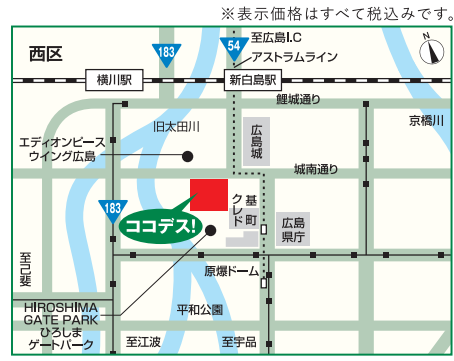 ※表示価格はすべて税込みです。
西区
183
54
至広島I.C
アストラムライン
N
横川駅
新白島駅
鯉城通り
旧太田川
京橋川
エディオンピース
ウイング広島
広島城
城南通り
183
ココデス!
基町
クレド
広島
県庁
至己斐
原爆ドーム
HIROSHIMA
GATE PARK
ひろしま
ゲートパーク
平和公園
至江波
至宇品